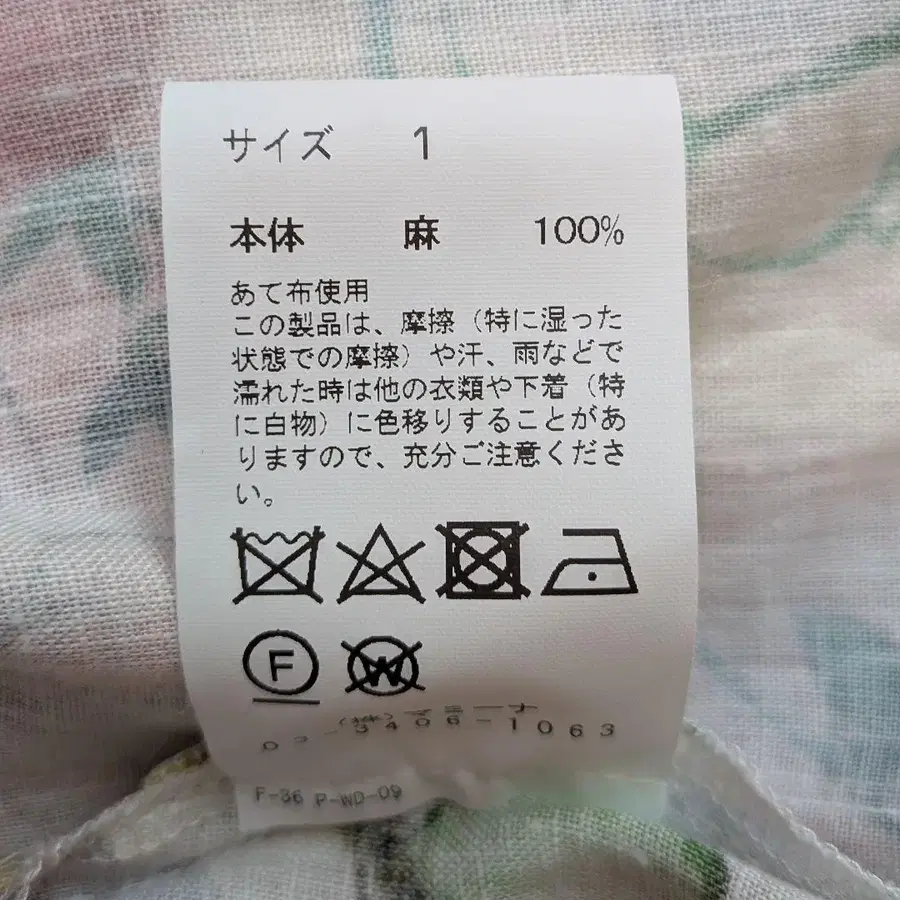 サイズ 1
本体 麻 100%
あて布使用
この製品は、摩擦（特に湿った
状態での摩擦）や汗、雨などで
濡れた時は他の衣類や下着（特
に白物）に色移りすることがあ
りますので、充分ご注意くださ
い。
F
W
03-3406-1063
F-36 P-WD-09